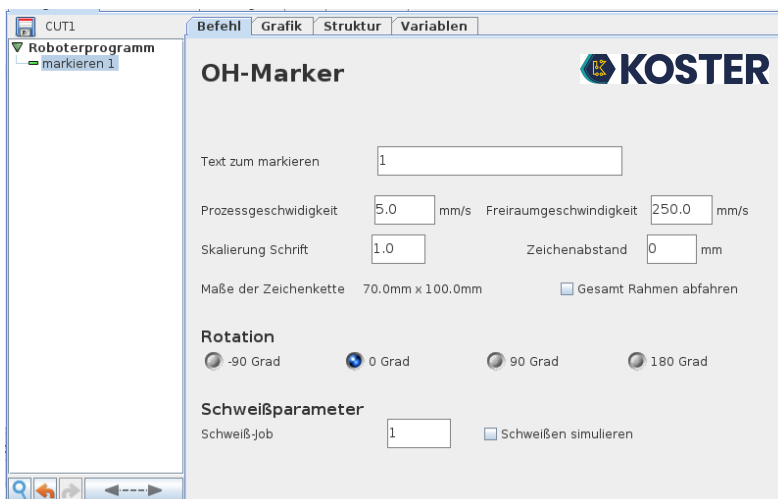 CUT1
Befehl Grafik Struktur Variablen
Roboterprogramm
markieren 1
OH-Marker
KOSTER
Text zum markieren 1
Prozessgeschwidigkeit 5.0 mm/s Freiraumgeschwindigkeit 250.0 mm/s
Skalierung Schrift 1.0 Zeichenabstand 0 mm
Maße der Zeichenkette 70.0mm x 100.0mm Gesamt Rahmen abfahren
Rotation
-90 Grad 0 Grad 90 Grad 180 Grad
Schweißparameter
Schweiß-Job 1 Schweißen simulieren